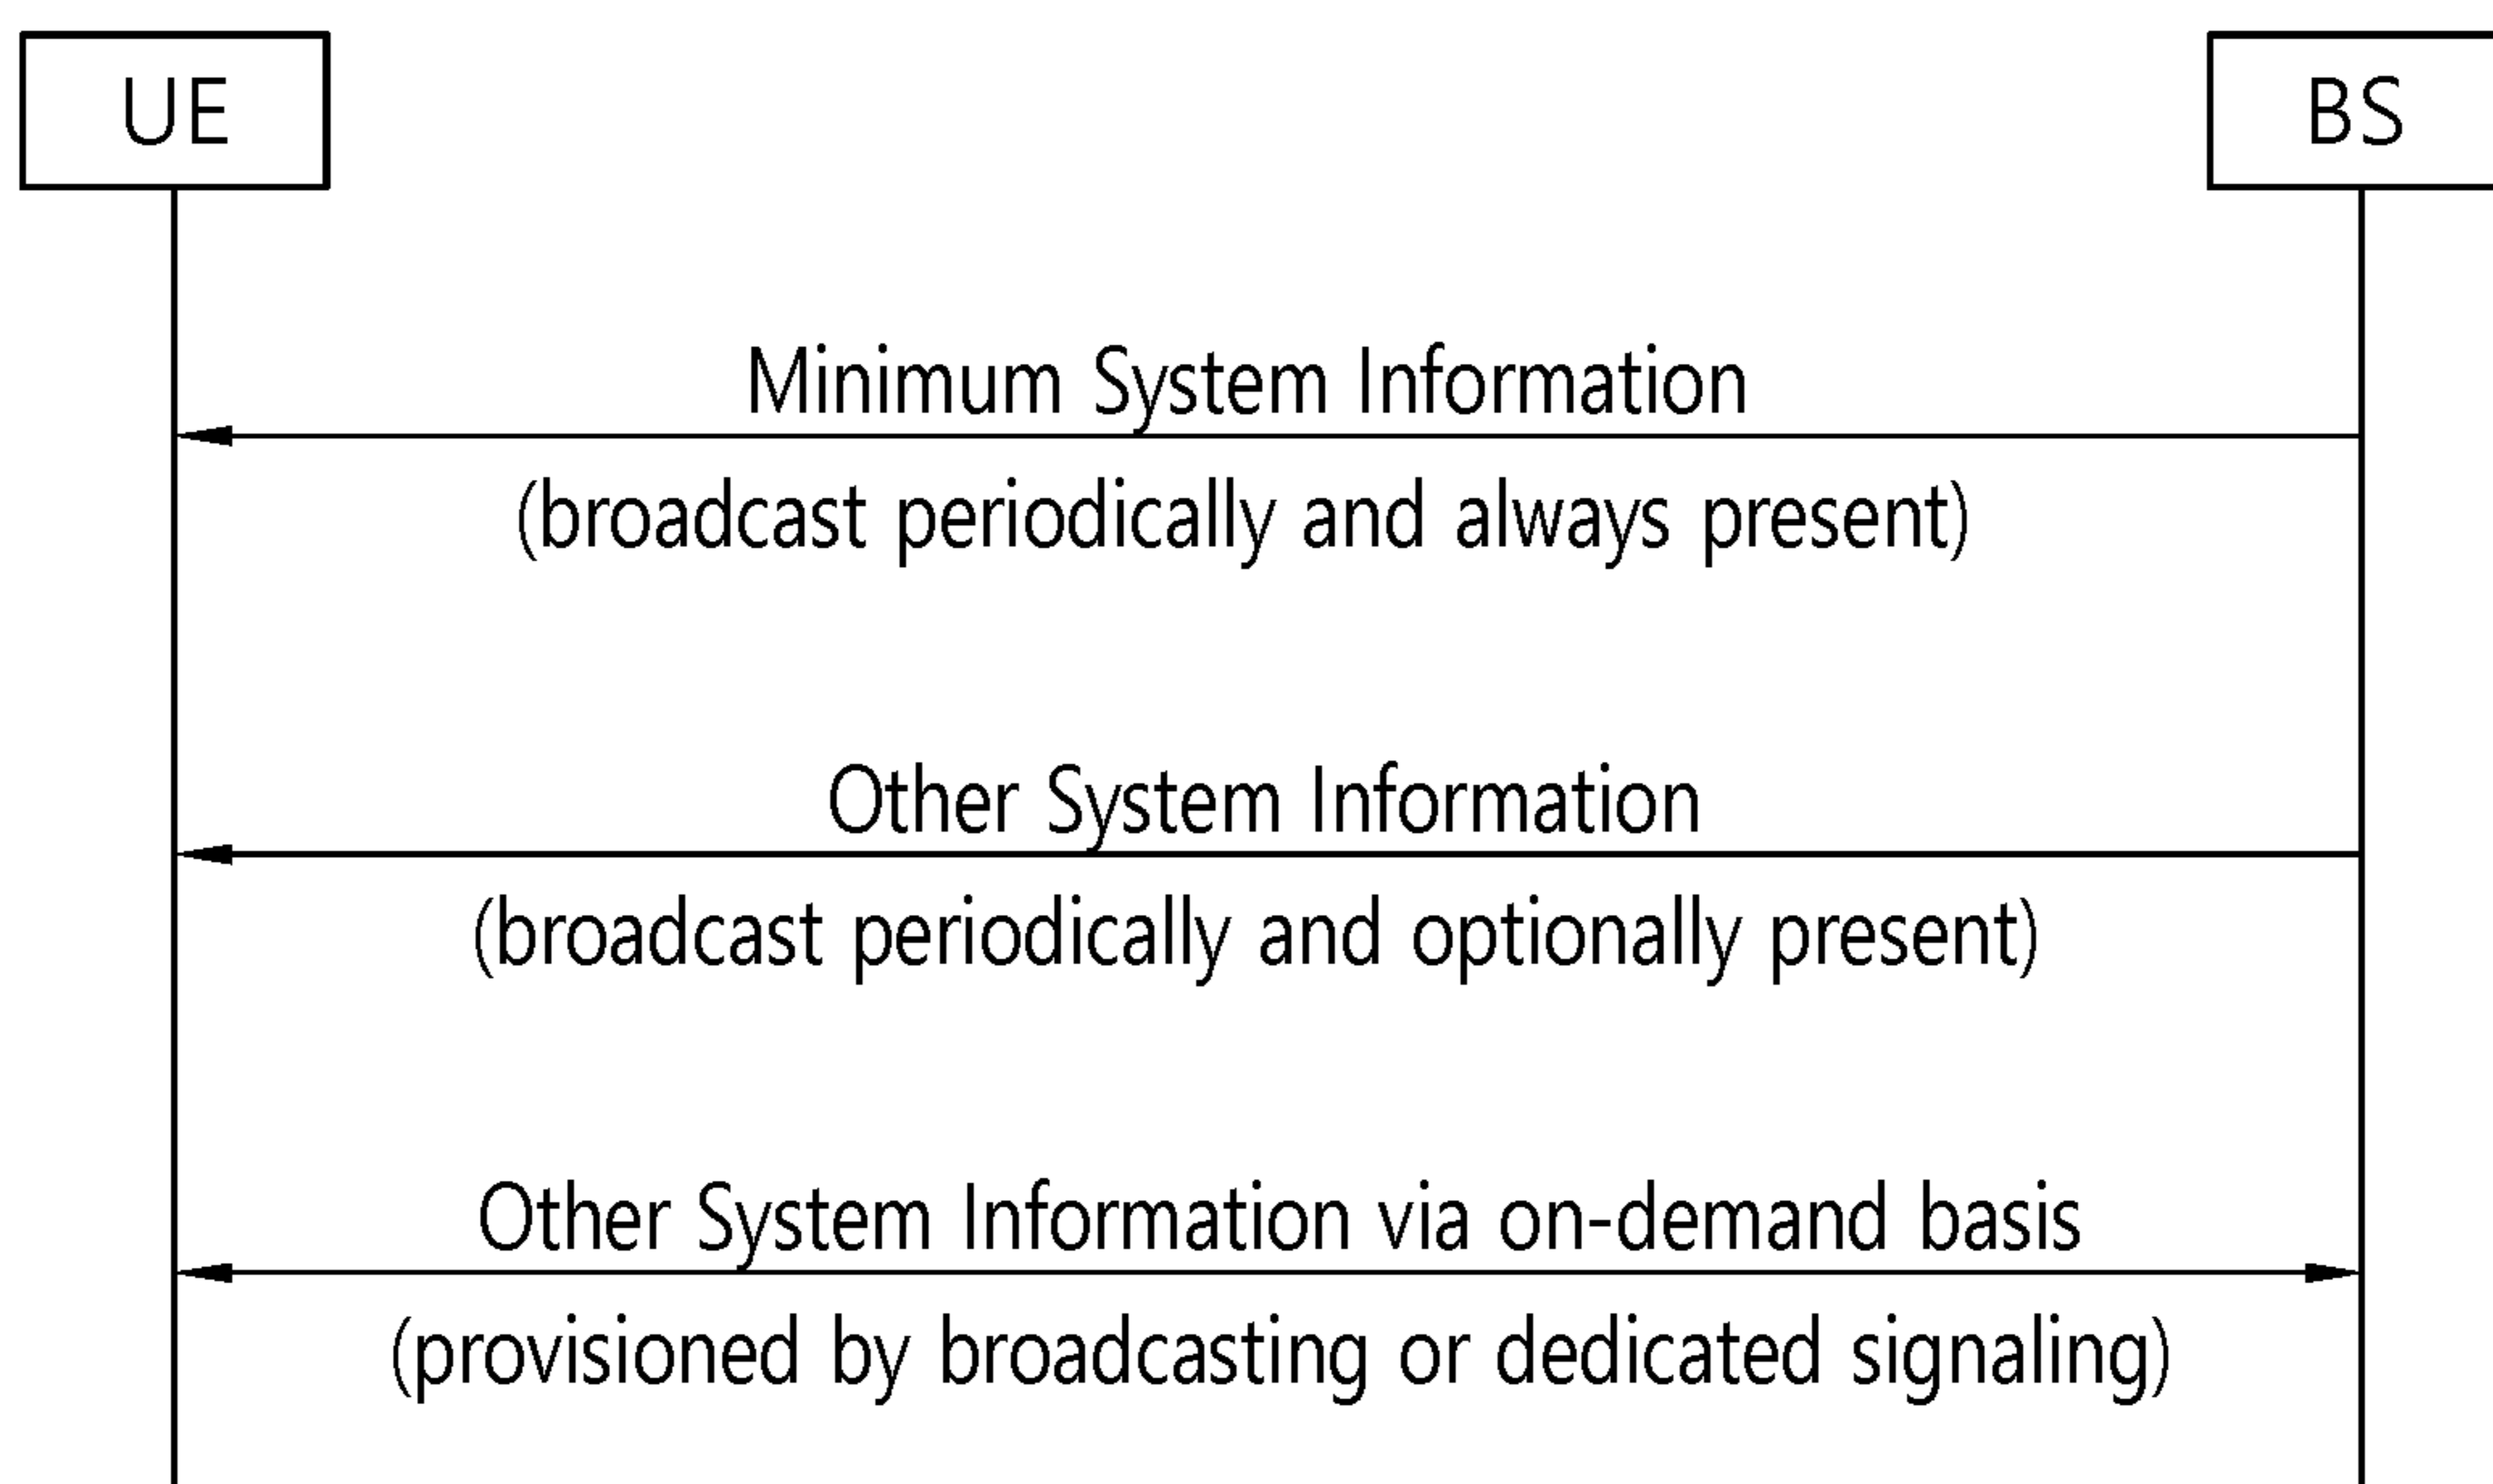 UE
BS
Minimum System Information
(broadcast periodically and always present)
Other System Information
(broadcast periodically and optionally present)
Other System Information via on-demand basis
(provisioned by broadcasting or dedicated signaling)